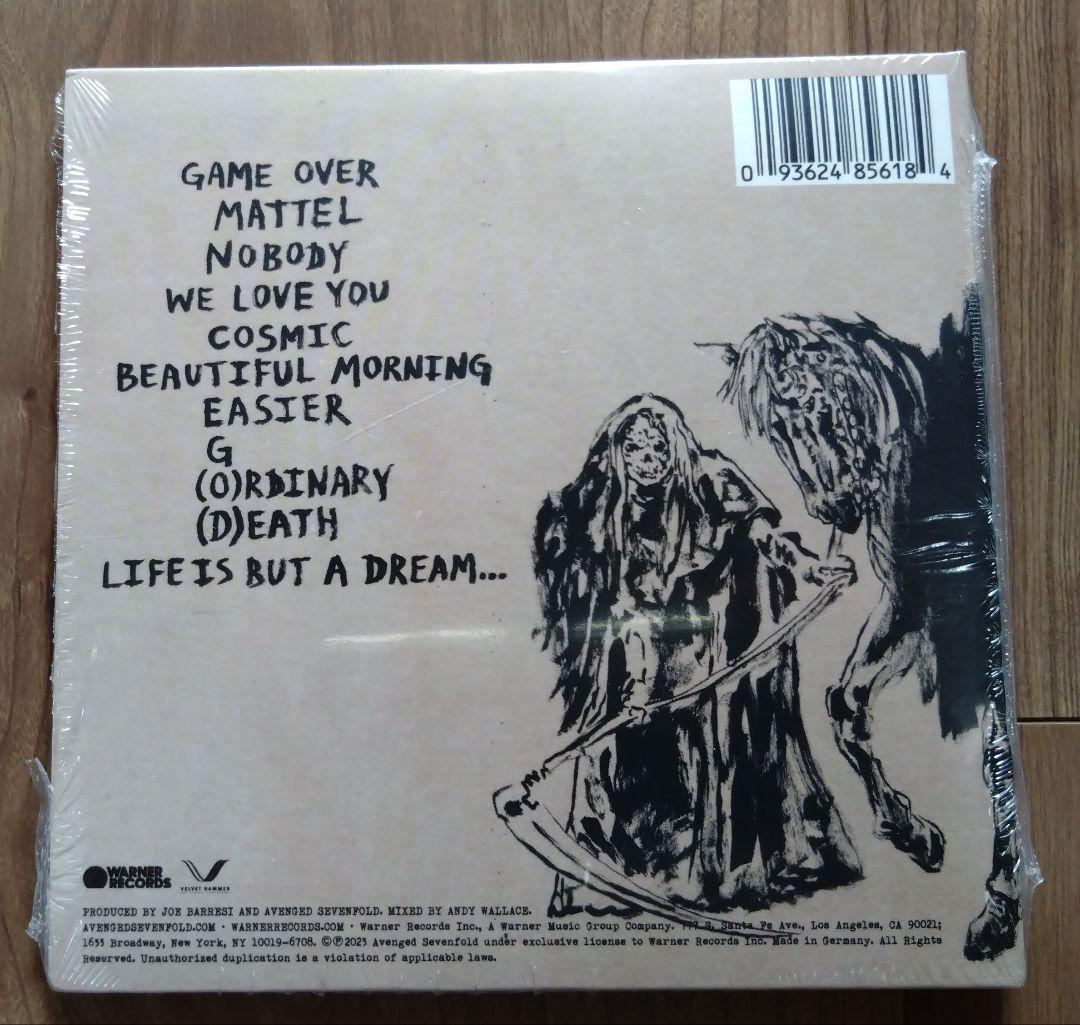 0 93624 85618 4
GAME OVER
MATTEL
NOBODY
WE LOVE YOU
COSMIC
BEAUTIFUL MORNING
EASIER
G
(O)RDINARY
(D)EATH
LIFE IS BUT A DREAM...
WARNER
RECORDS
VELVET HAMMER
PRODUCED BY JOE BARRESI AND AVENGED SEVENFOLD. MIXED BY ANDY WALLACE.
AVENGEDSEVENFOLD.COM · WARNERRECORDS.COM · Warner Records Inc., A Warner Music Group Company. 777 S. Santa Fe Ave., Los Angeles, CA 90021;
1633 Broadway, New York, NY 10019-6708. ©℗2023 Avenged Sevenfold under exclusive license to Warner Records Inc. Made in Germany. All Rights
Reserved. Unauthorized duplication is a violation of applicable laws.